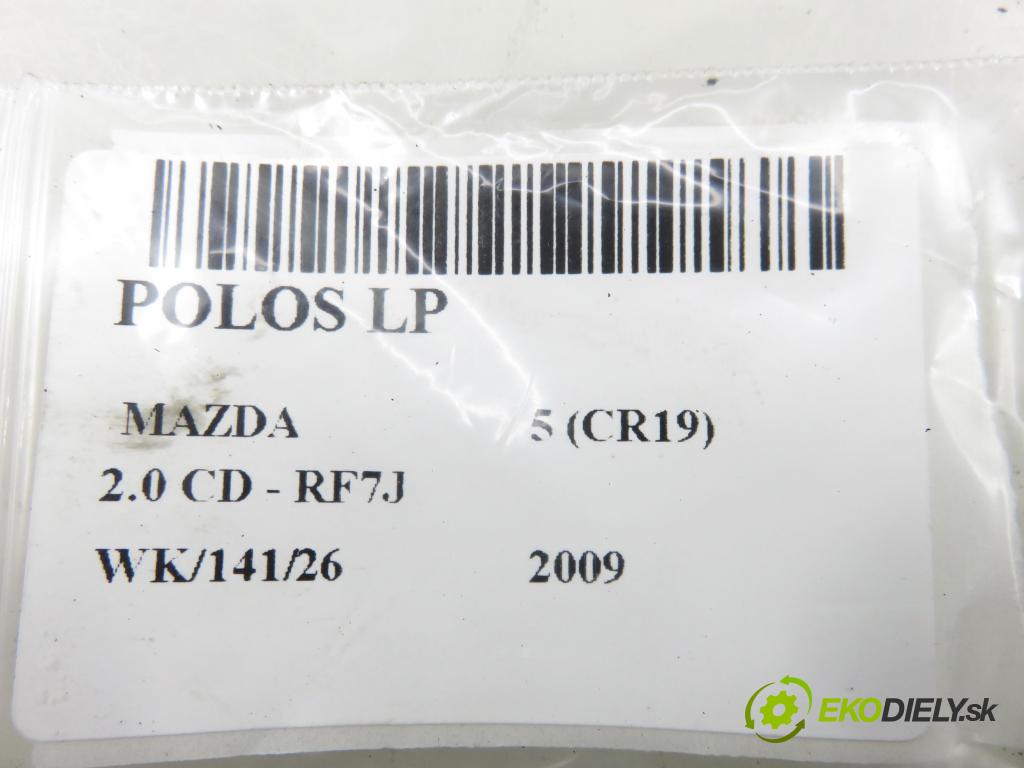 POLOS LP
MAZDA 5 (CR19)
2.0 CD - RF7J
WK/141/26 2009
EKODIELY.sk